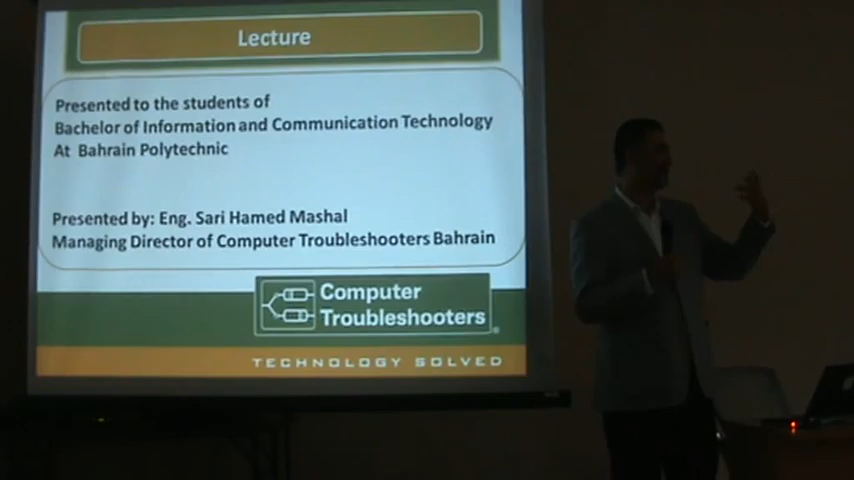 Lecture
Presented to the students of
Bachelor of Information and Communication Technology
At Bahrain Polytechnic
Presented by: Eng. Sari Hamed Mashal
Managing Director of Computer Troubleshooters Bahrain
Computer
Troubleshooters®
TECHNOLOGY SOLVED